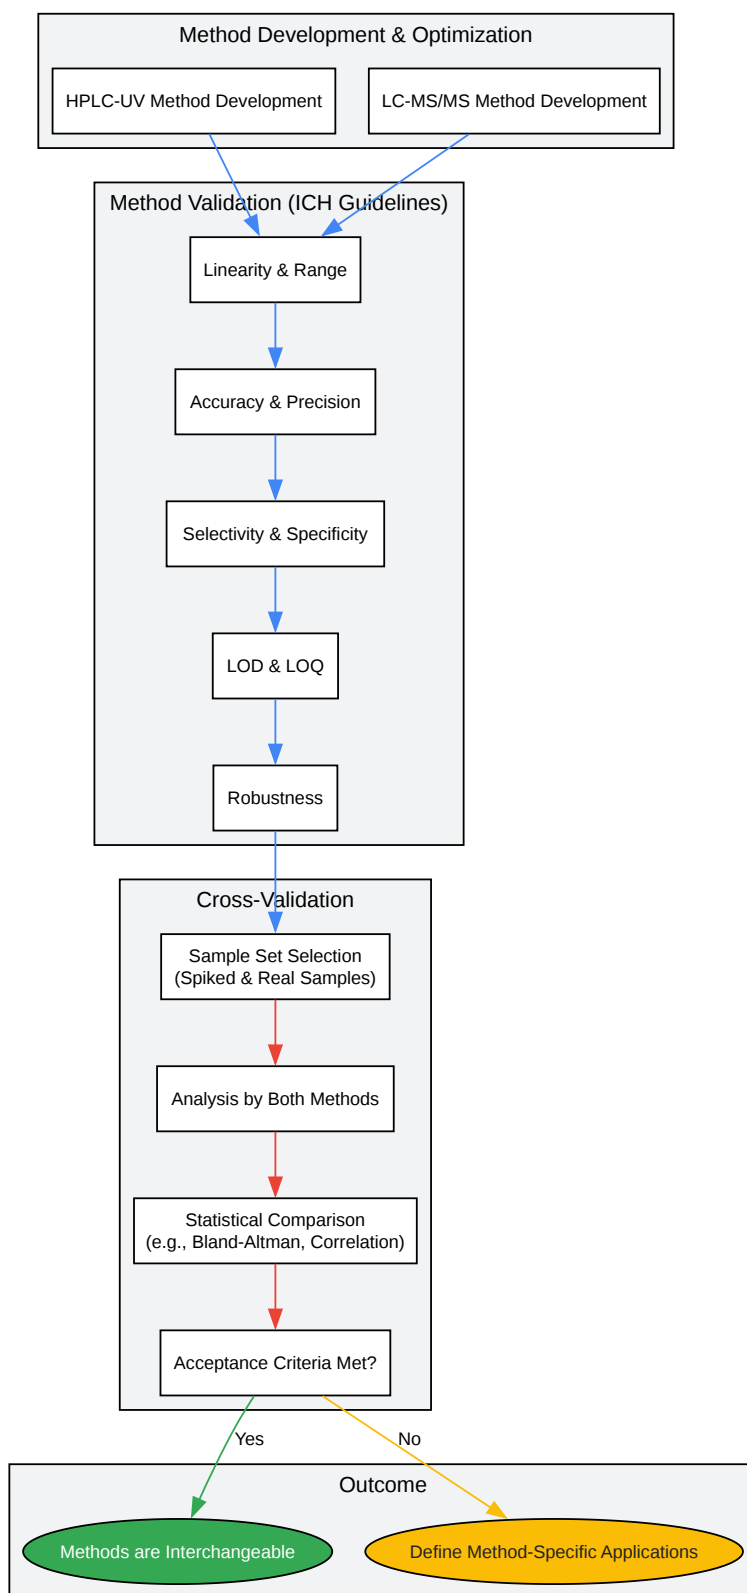 Method Development & Optimization
HPLC-UV Method Development
LC-MS/MS Method Development
Method Validation (ICH Guidelines)
Linearity & Range
Accuracy & Precision
Selectivity & Specificity
LOD & LOQ
Robustness
Cross-Validation
Sample Set Selection
(Spiked & Real Samples)
Analysis by Both Methods
Statistical Comparison
(e.g., Bland-Altman, Correlation)
Acceptance Criteria Met?
Yes
No
Outcome
Methods are Interchangeable
Define Method-Specific Applications